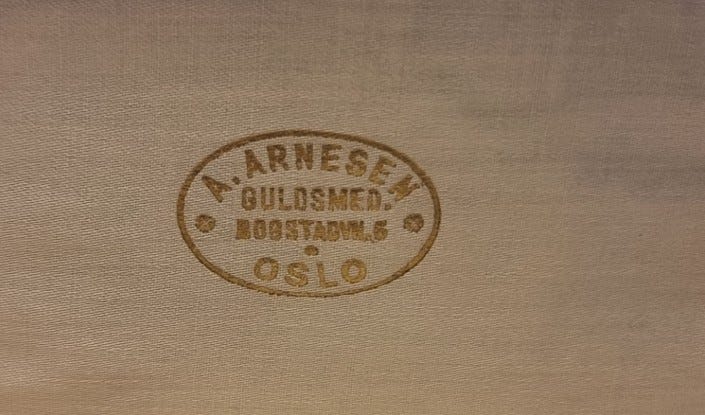 A. ARNESEN
GULDSMED.
BOGSTADVN. 5
OSLO